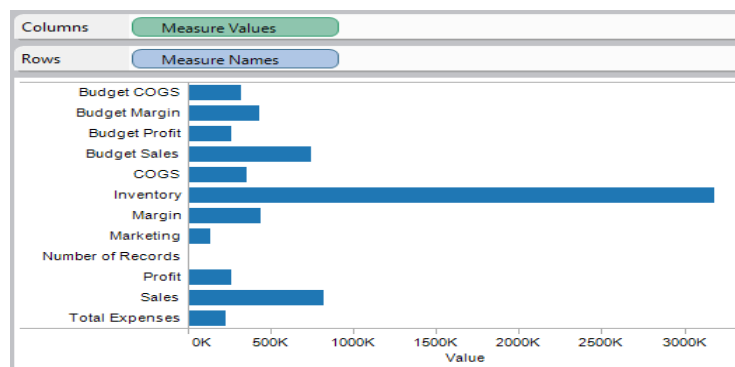 Columns Measure Values
Rows Measure Names
Budget COGS
Budget Margin
Budget Profit
Budget Sales
COGS
Inventory
Margin
Marketing
Number of Records
Profit
Sales
Total Expenses
0K 500K 1000K 1500K 2000K 2500K 3000K
Value